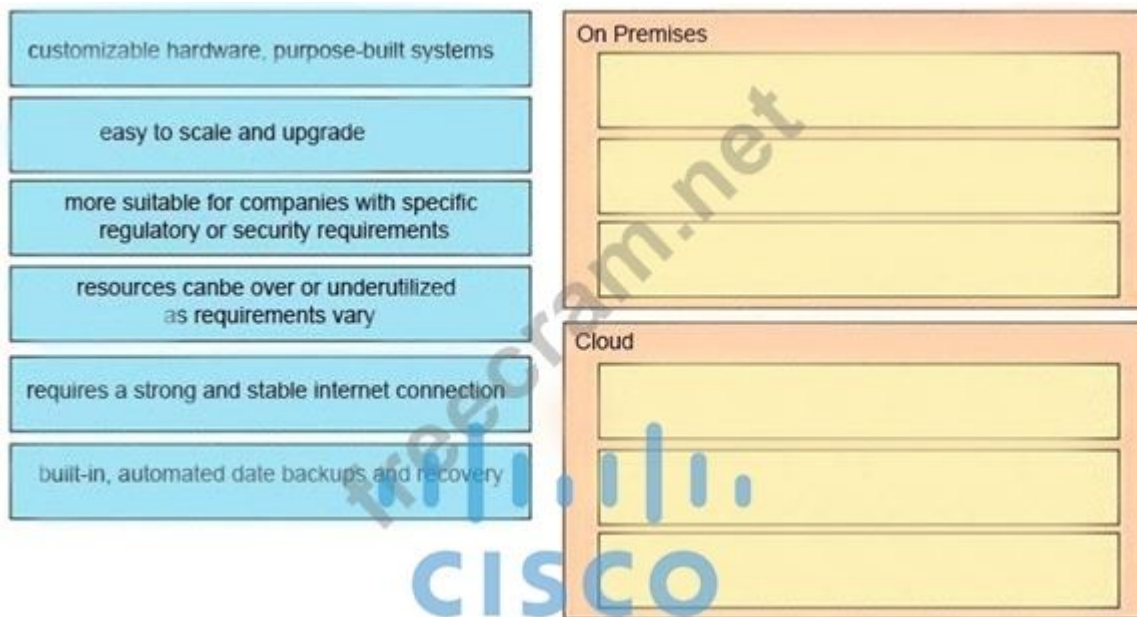 customizable hardware, purpose-built systems
easy to scale and upgrade
more suitable for companies with specific
regulatory or security requirements
resources canbe over or underutilized
as requirements vary
requires a strong and stable internet connection
built-in, automated date backups and recovery
On Premises
Cloud
freecram.net
CISCO